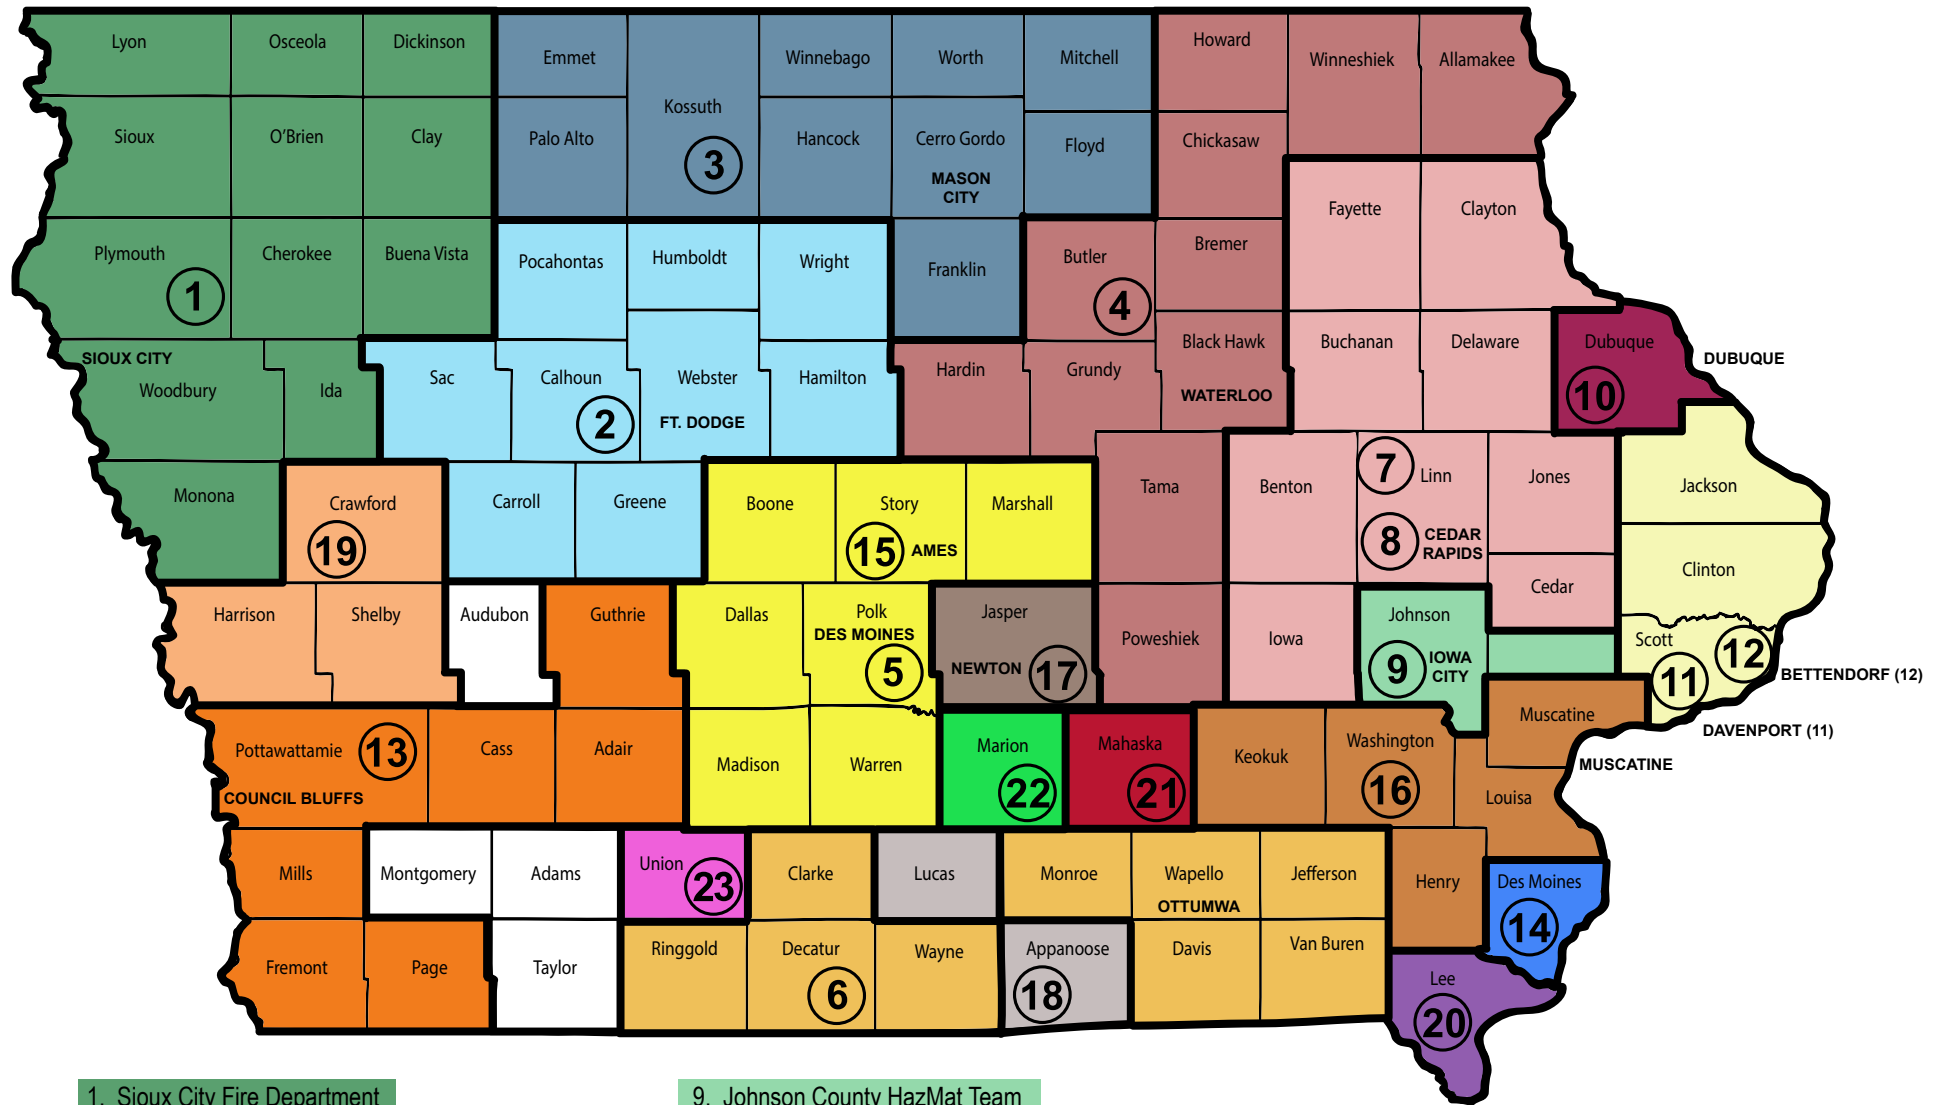 Lyon
Osceola
Dickinson
Emmet
Kossuth
Winnebago
Worth
Mitchell
Howard
Winneshiek
Allamakee
Sioux
O'Brien
Clay
Palo Alto
3
Hancock
Cerro Gordo
MASON
CITY
Floyd
Chickasaw
Fayette
Clayton
Plymouth
1
Cherokee
Buena Vista
Pocahontas
Humboldt
Wright
Franklin
Butler
4
Bremer
SIOUX CITY
Woodbury
Ida
Sac
Calhoun
2
Webster
FT. DODGE
Hamilton
Hardin
Grundy
Black Hawk
WATERLOO
Buchanan
Delaware
Dubuque
10
DUBUQUE
Monona
Crawford
19
Carroll
Greene
Boone
Story
15
AMES
Marshall
Tama
Benton
7
Linn
8
CEDAR
RAPIDS
Jones
Jackson
Clinton
Cedar
Harrison
Shelby
Audubon
Guthrie
Dallas
Polk
DES MOINES
5
Jasper
NEWTON
17
Poweshiek
Iowa
Johnson
9
IOWA
CITY
Scott
11
12
BETTENDORF (12)
DAVENPORT (11)
Muscatine
MUSCATINE
Pottawattamie
13
COUNCIL BLUFFS
Cass
Adair
Madison
Warren
Marion
22
Mahaska
21
Keokuk
Washington
16
Louisa
Mills
Montgomery
Adams
Union
23
Clarke
Lucas
Monroe
Wapello
OTTUMWA
Jefferson
Henry
Des Moines
14
Fremont
Page
Taylor
Ringgold
Decatur
6
Wayne
Appanoose
18
Davis
Van Buren
Lee
20
1. Sioux City Fire Department
9. Johnson County HazMat Team